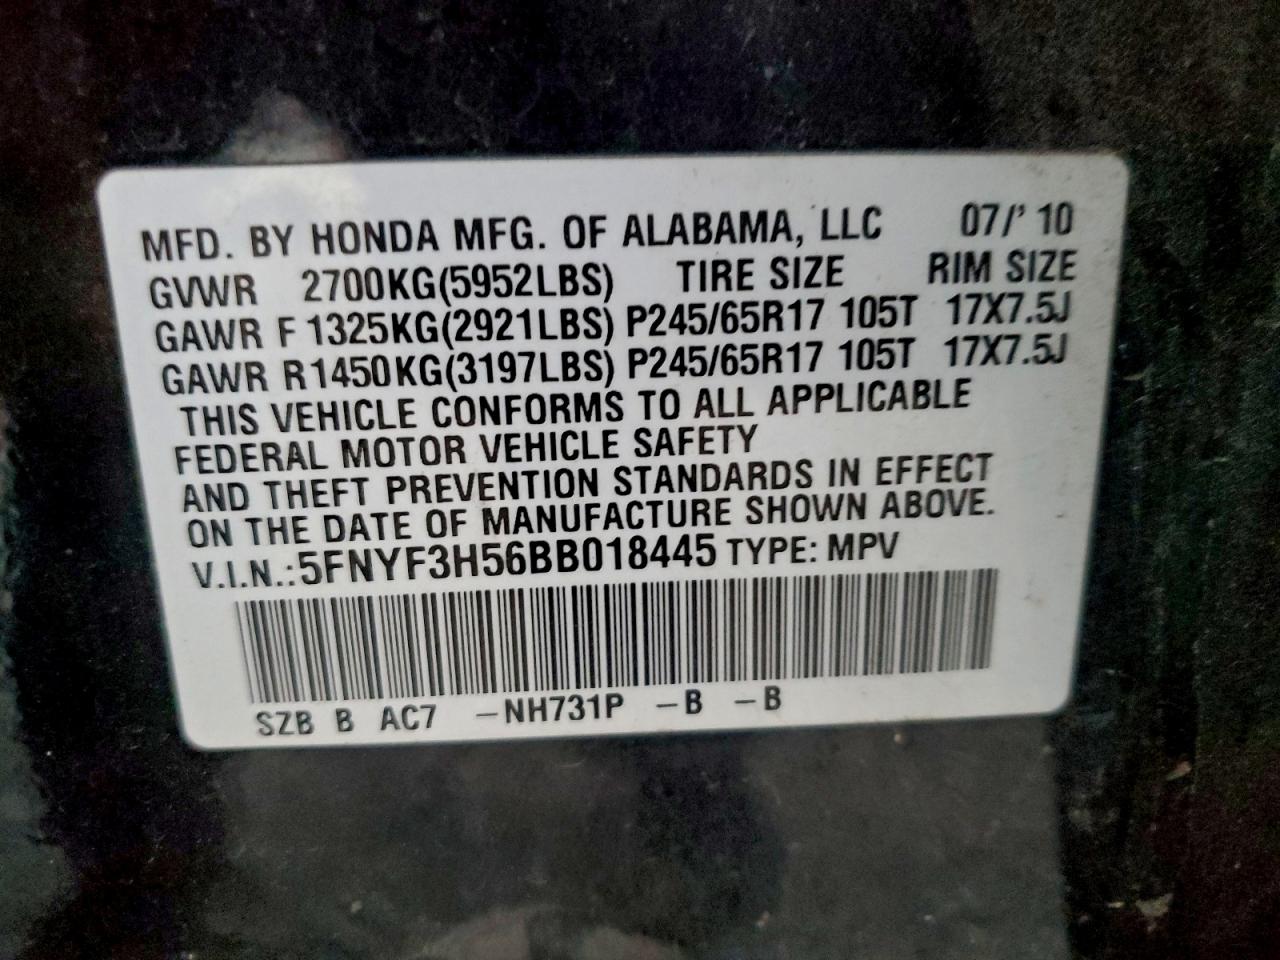 MFD. BY HONDA MFG. OF ALABAMA, LLC 07/'10
GVWR 2700KG(5952LBS) TIRE SIZE RIM SIZE
GAWR F 1325KG(2921LBS) P245/65R17 105T 17X7.5J
GAWR R 1450KG(3197LBS) P245/65R17 105T 17X7.5J
THIS VEHICLE CONFORMS TO ALL APPLICABLE
FEDERAL MOTOR VEHICLE SAFETY
AND THEFT PREVENTION STANDARDS IN EFFECT
ON THE DATE OF MANUFACTURE SHOWN ABOVE.
V.I.N.:5FNYF3H56BB018445 TYPE: MPV
SZB B AC7 -NH731P -B -B